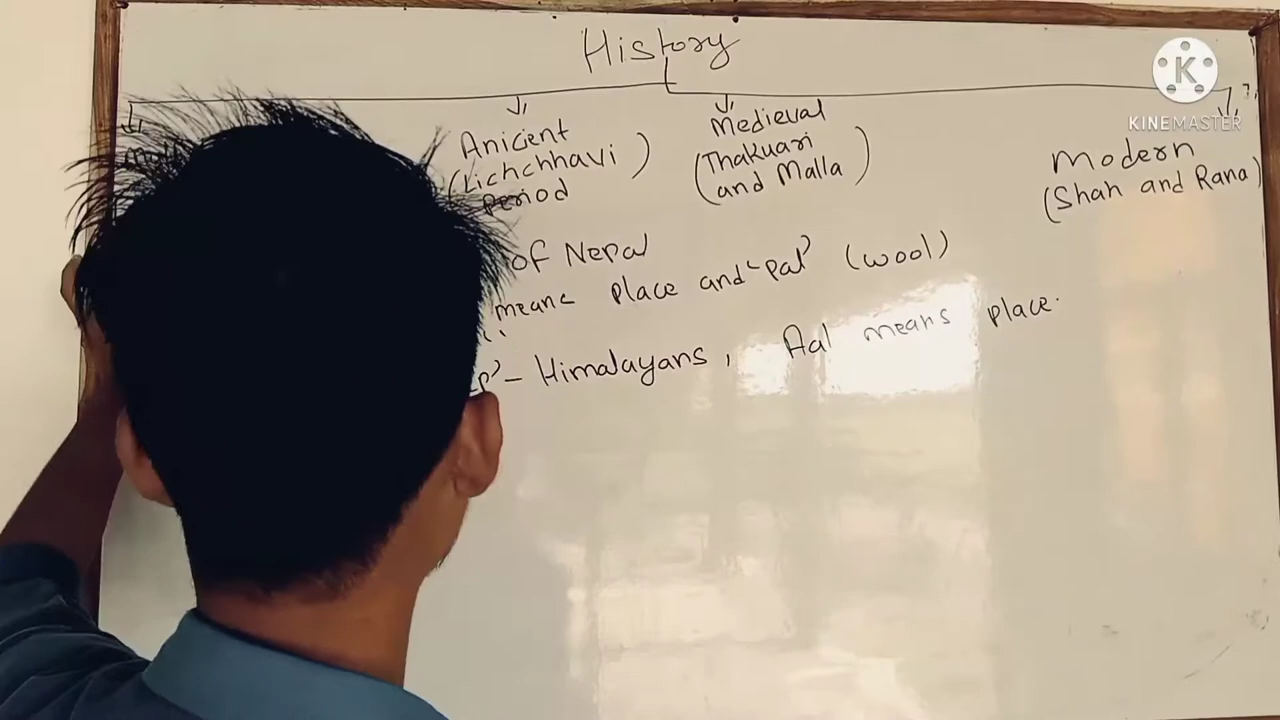 History
Anicient
(Lichchhavi)
Period
Medieval
(Thakuari
and Malla)
Modern
(Shah and Rana)
of Nepal
means place and 'pal' (wool)
- Himalayans, Aal means place.
K
KINEMASTER